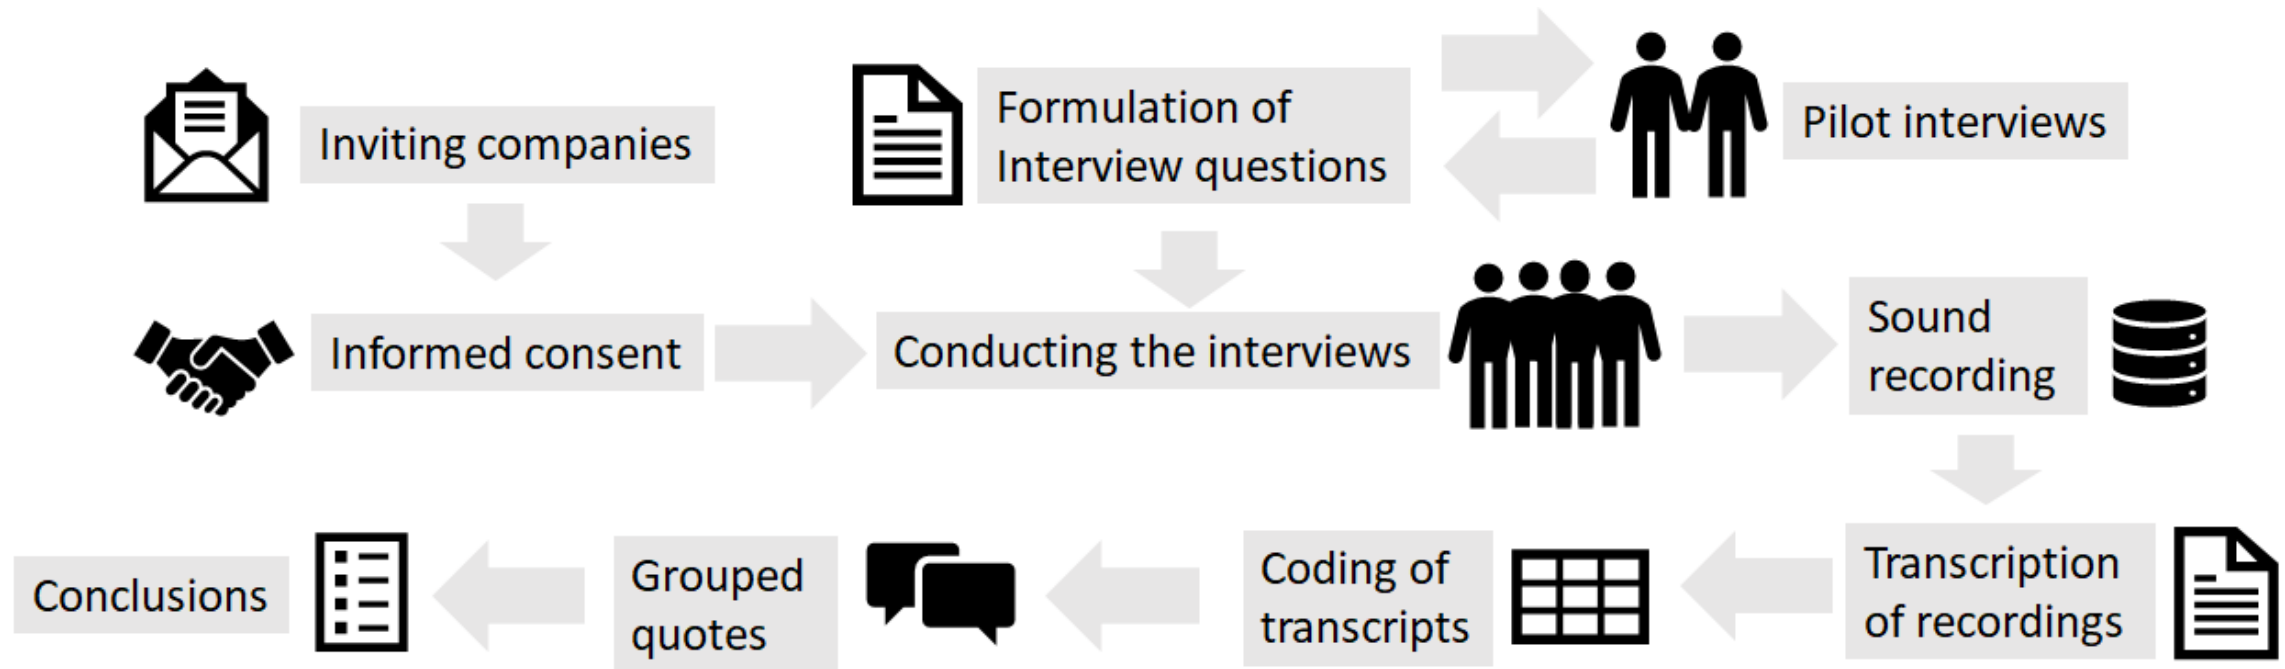 Inviting companies
Formulation of
Interview questions
Pilot interviews
Informed consent
Conducting the interviews
Sound
recording
Conclusions
Grouped
quotes
Coding of
transcripts
Transcription
of recordings